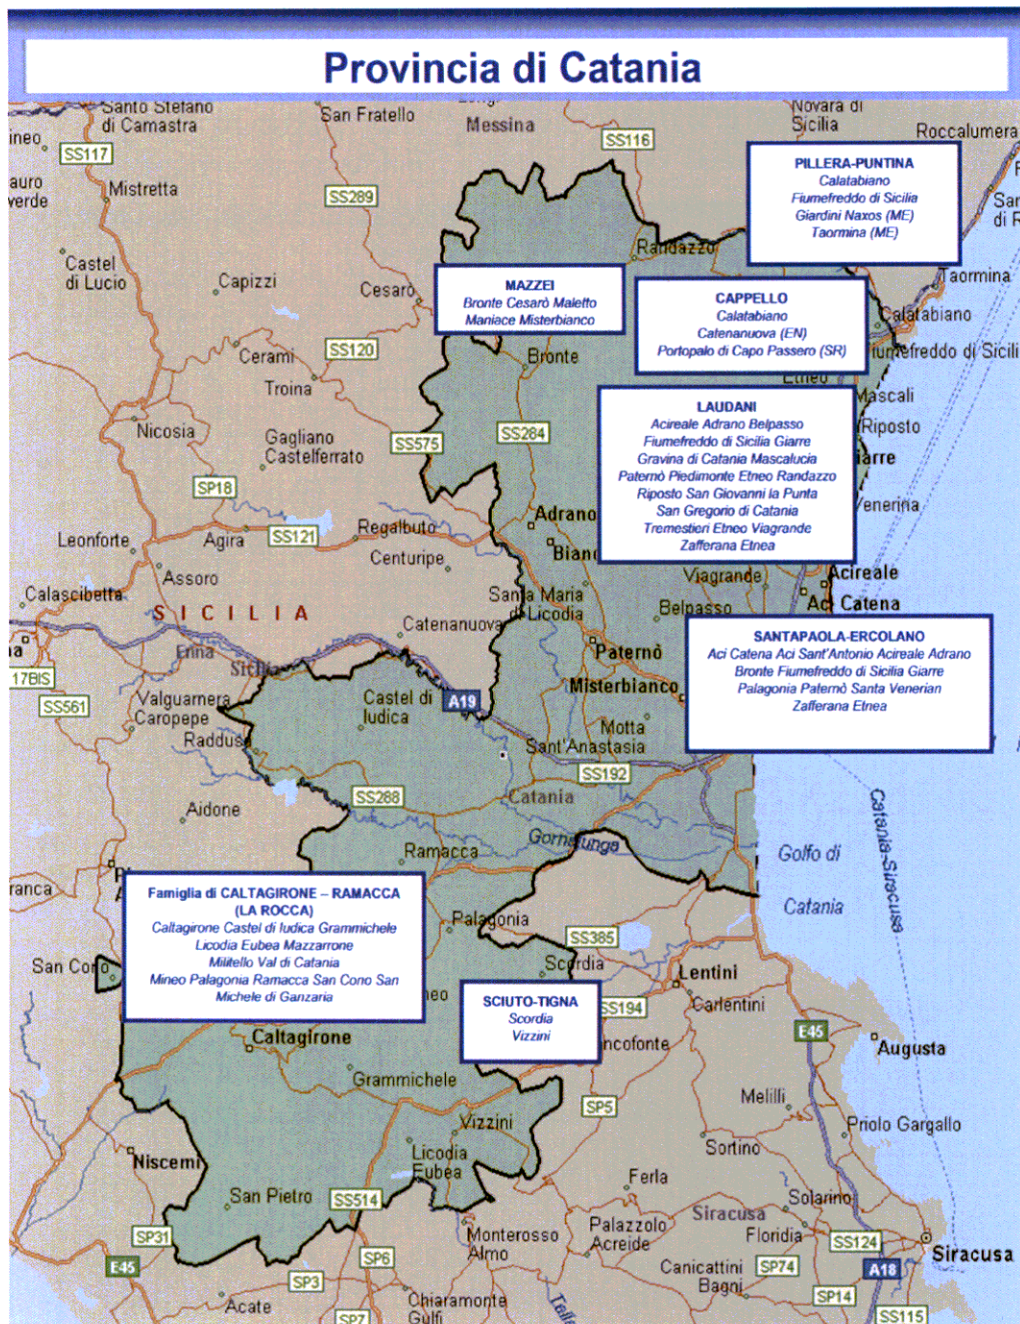 Provincia di Catania
Santo Stefano
di Camastra
San Fratello
Messina
Novara di
Sicilia
Roccalumera
SS117
SS116
Mistretta
SS289
PILLERA-PUNTINA
Calatabiano
Fiumefreddo di Sicilia
Giardini Naxos (ME)
Taormina (ME)
Castel
di Lucio
Capizzi
Cesarò
Randazzo
Taormina
MAZZEI
Bronte Cesarò Maletto
Maniace Misterbianco
CAPPELLO
Calatabiano
Catenanuova (EN)
Portopalo di Capo Passero (SR)
Calatabiano
Cerami
SS120
Troina
Bronte
Etneo
Mascali
Riposto
LAUDANI
Acireale Adrano Belpasso
Fiumefreddo di Sicilia Giarre
Gravina di Catania Mascalucia
Paternò Piedimonte Etneo Randazzo
Riposto San Giovanni la Punta
San Gregorio di Catania
Tremestieri Etneo Viagrande
Zafferana Etnea
Nicosia
Gagliano
Castelferrato
SS575
SS284
SP18
Venerina
Leonforte
Agira
SS121
Regalbuto
Centuripe
Adrano
Assoro
Calascibetta
SICILIA
Santa Maria
di Licodia
Viagrande
Belpasso
Acireale
Aci Catena
Enna
Sicilia
Catenanuova
Paternò
SANTAPAOLA-ERCOLANO
Aci Catena Aci Sant'Antonio Acireale Adrano
Bronte Fiumefreddo di Sicilia Giarre
Palagonia Paternò Santa Venerian
Zafferana Etnea
17BIS
SS561
Valguarnera
Caropepe
Raddusa
Castel di
Iudica
A19
Misterbianco
Motta
Sant'Anastasia
SS192
SS288
Catania
Aidone
Gornalunga
Golfo di
Catania
Catania-Siracusa
Ramacca
Famiglia di CALTAGIRONE – RAMACCA
(LA ROCCA)
Caltagirone Castel di Iudica Grammichele
Licodia Eubea Mazzarrone
Militello Val di Catania
Mineo Palagonia Ramacca San Cono San
Michele di Ganzaria
Palagonia
SS385
San Cono
Scordia
Lentini
Carlentini
SCIUTO-TIGNA
Scordia
Vizzini
SS194
E45
Augusta
Caltagirone
Grammichele
SP5
Melilli
Priolo Gargallo
Vizzini
Licodia
Eubea
Sortino
Niscemi
San Pietro
SS514
Ferla
Solarino
Siracusa
Floridia
SS124
Siracusa
Palazzolo
Acreide
Monterosso
Almo
SP31
E45
SP6
SP3
Canicattini
Bagni
SP74
A18
SP14
SS115
Acate
Chiaramonte
Gulfi
SP7